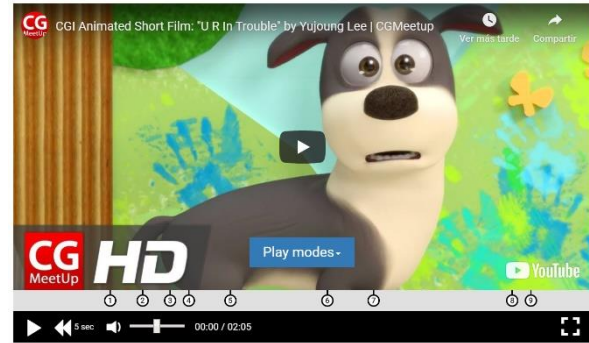 CG MeetUp CGI Animated Short Film: "U R In Trouble" by Yujoung Lee | CGMeetup
Ver más tarde Compartir
Play modes
CG MeetUp HD
YouTube
1 2 3 4 5 6 7 8 9
5 sec 00:00 / 02:05